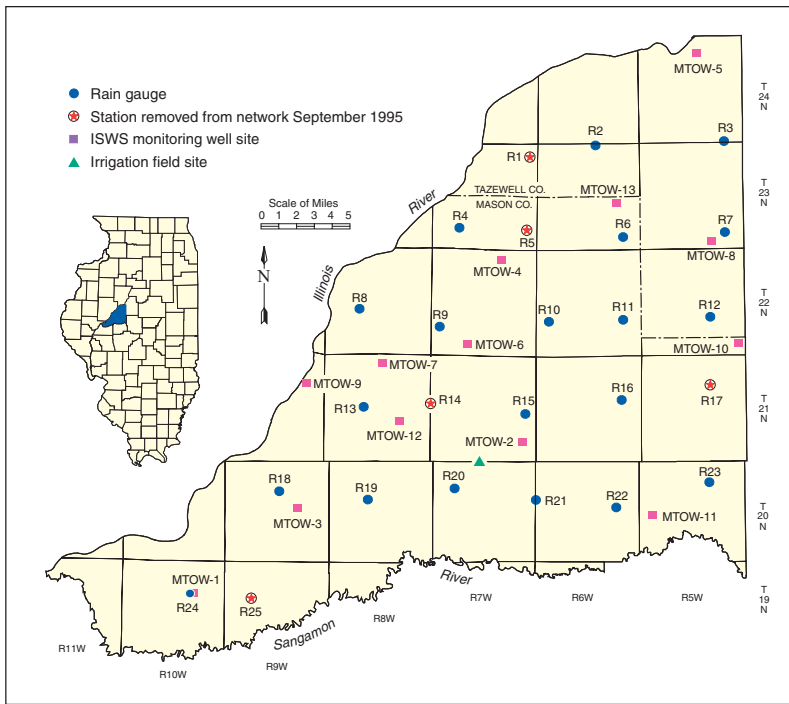 MTOW-5
T
24
N
Rain gauge
Station removed from network September 1995
ISWS monitoring well site
Irrigation field site
R2
R3
R1
TAZEWELL CO.
MASON CO.
MTOW-13
T
23
N
Scale of Miles
0 1 2 3 4 5
River
R4
R5
R6
R7
MTOW-8
N
MTOW-4
Illinois
T
22
N
R8
R9
R10
R11
R12
MTOW-6
MTOW-10
MTOW-7
MTOW-9
R13
R14
R15
R16
R17
T
21
N
MTOW-12
MTOW-2
R18
R19
R20
R21
R22
R23
MTOW-3
MTOW-11
T
20
N
MTOW-1
R24
R25
River
Sangamon
T
19
N
R11W
R10W
R9W
R8W
R7W
R6W
R5W